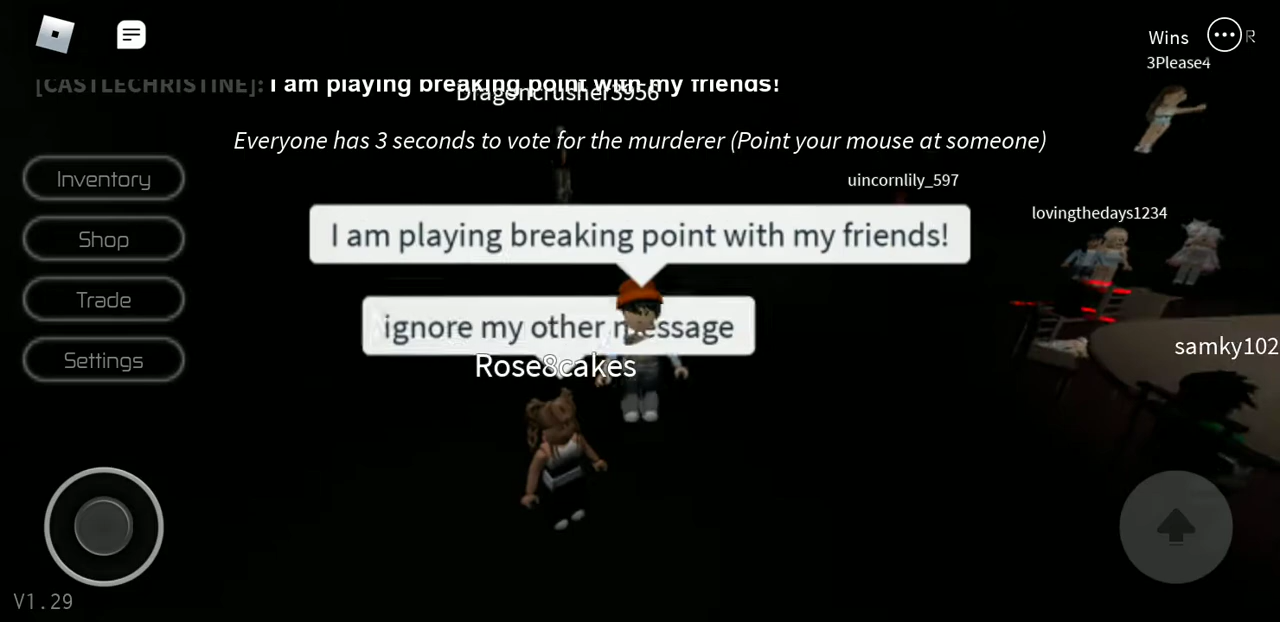 Wins
R
3Please4
[CASTLECHRISTINE]: I am playing breaking point with my friends!
Dragoncrusher3956
Everyone has 3 seconds to vote for the murderer (Point your mouse at someone)
Inventory
uincornlily_597
lovingthedays1234
I am playing breaking point with my friends!
Shop
Trade
ignore my other message
samky102
Settings
Rose8cakes
V1.29